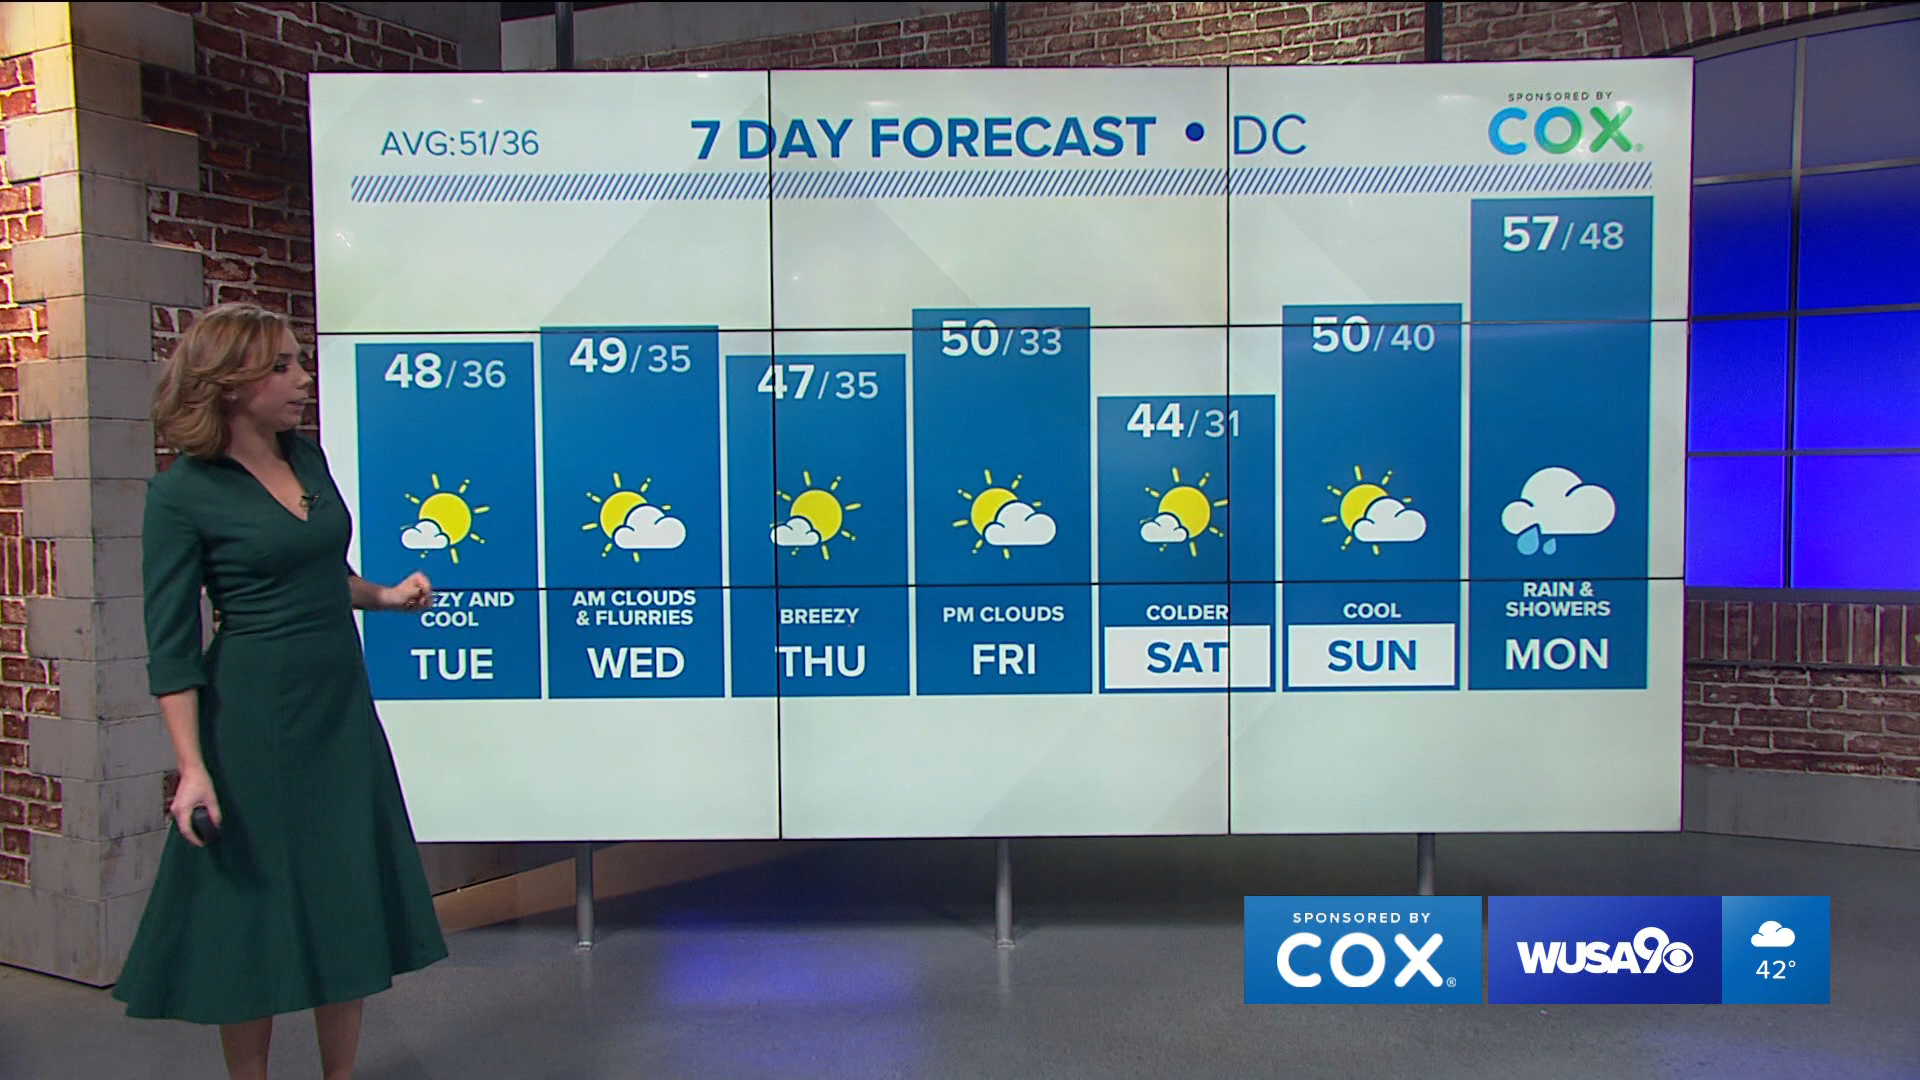 AVG:51/36
7 DAY FORECAST • DC
SPONSORED BY
COX
48/36
49/35
47/35
50/33
44/31
50/40
57/48
EZY AND
COOL
TUE
AM CLOUDS
& FLURRIES
WED
BREEZY
THU
PM CLOUDS
FRI
COLDER
SAT
COOL
SUN
RAIN &
SHOWERS
MON
SPONSORED BY
COX®
WUSA9
42°